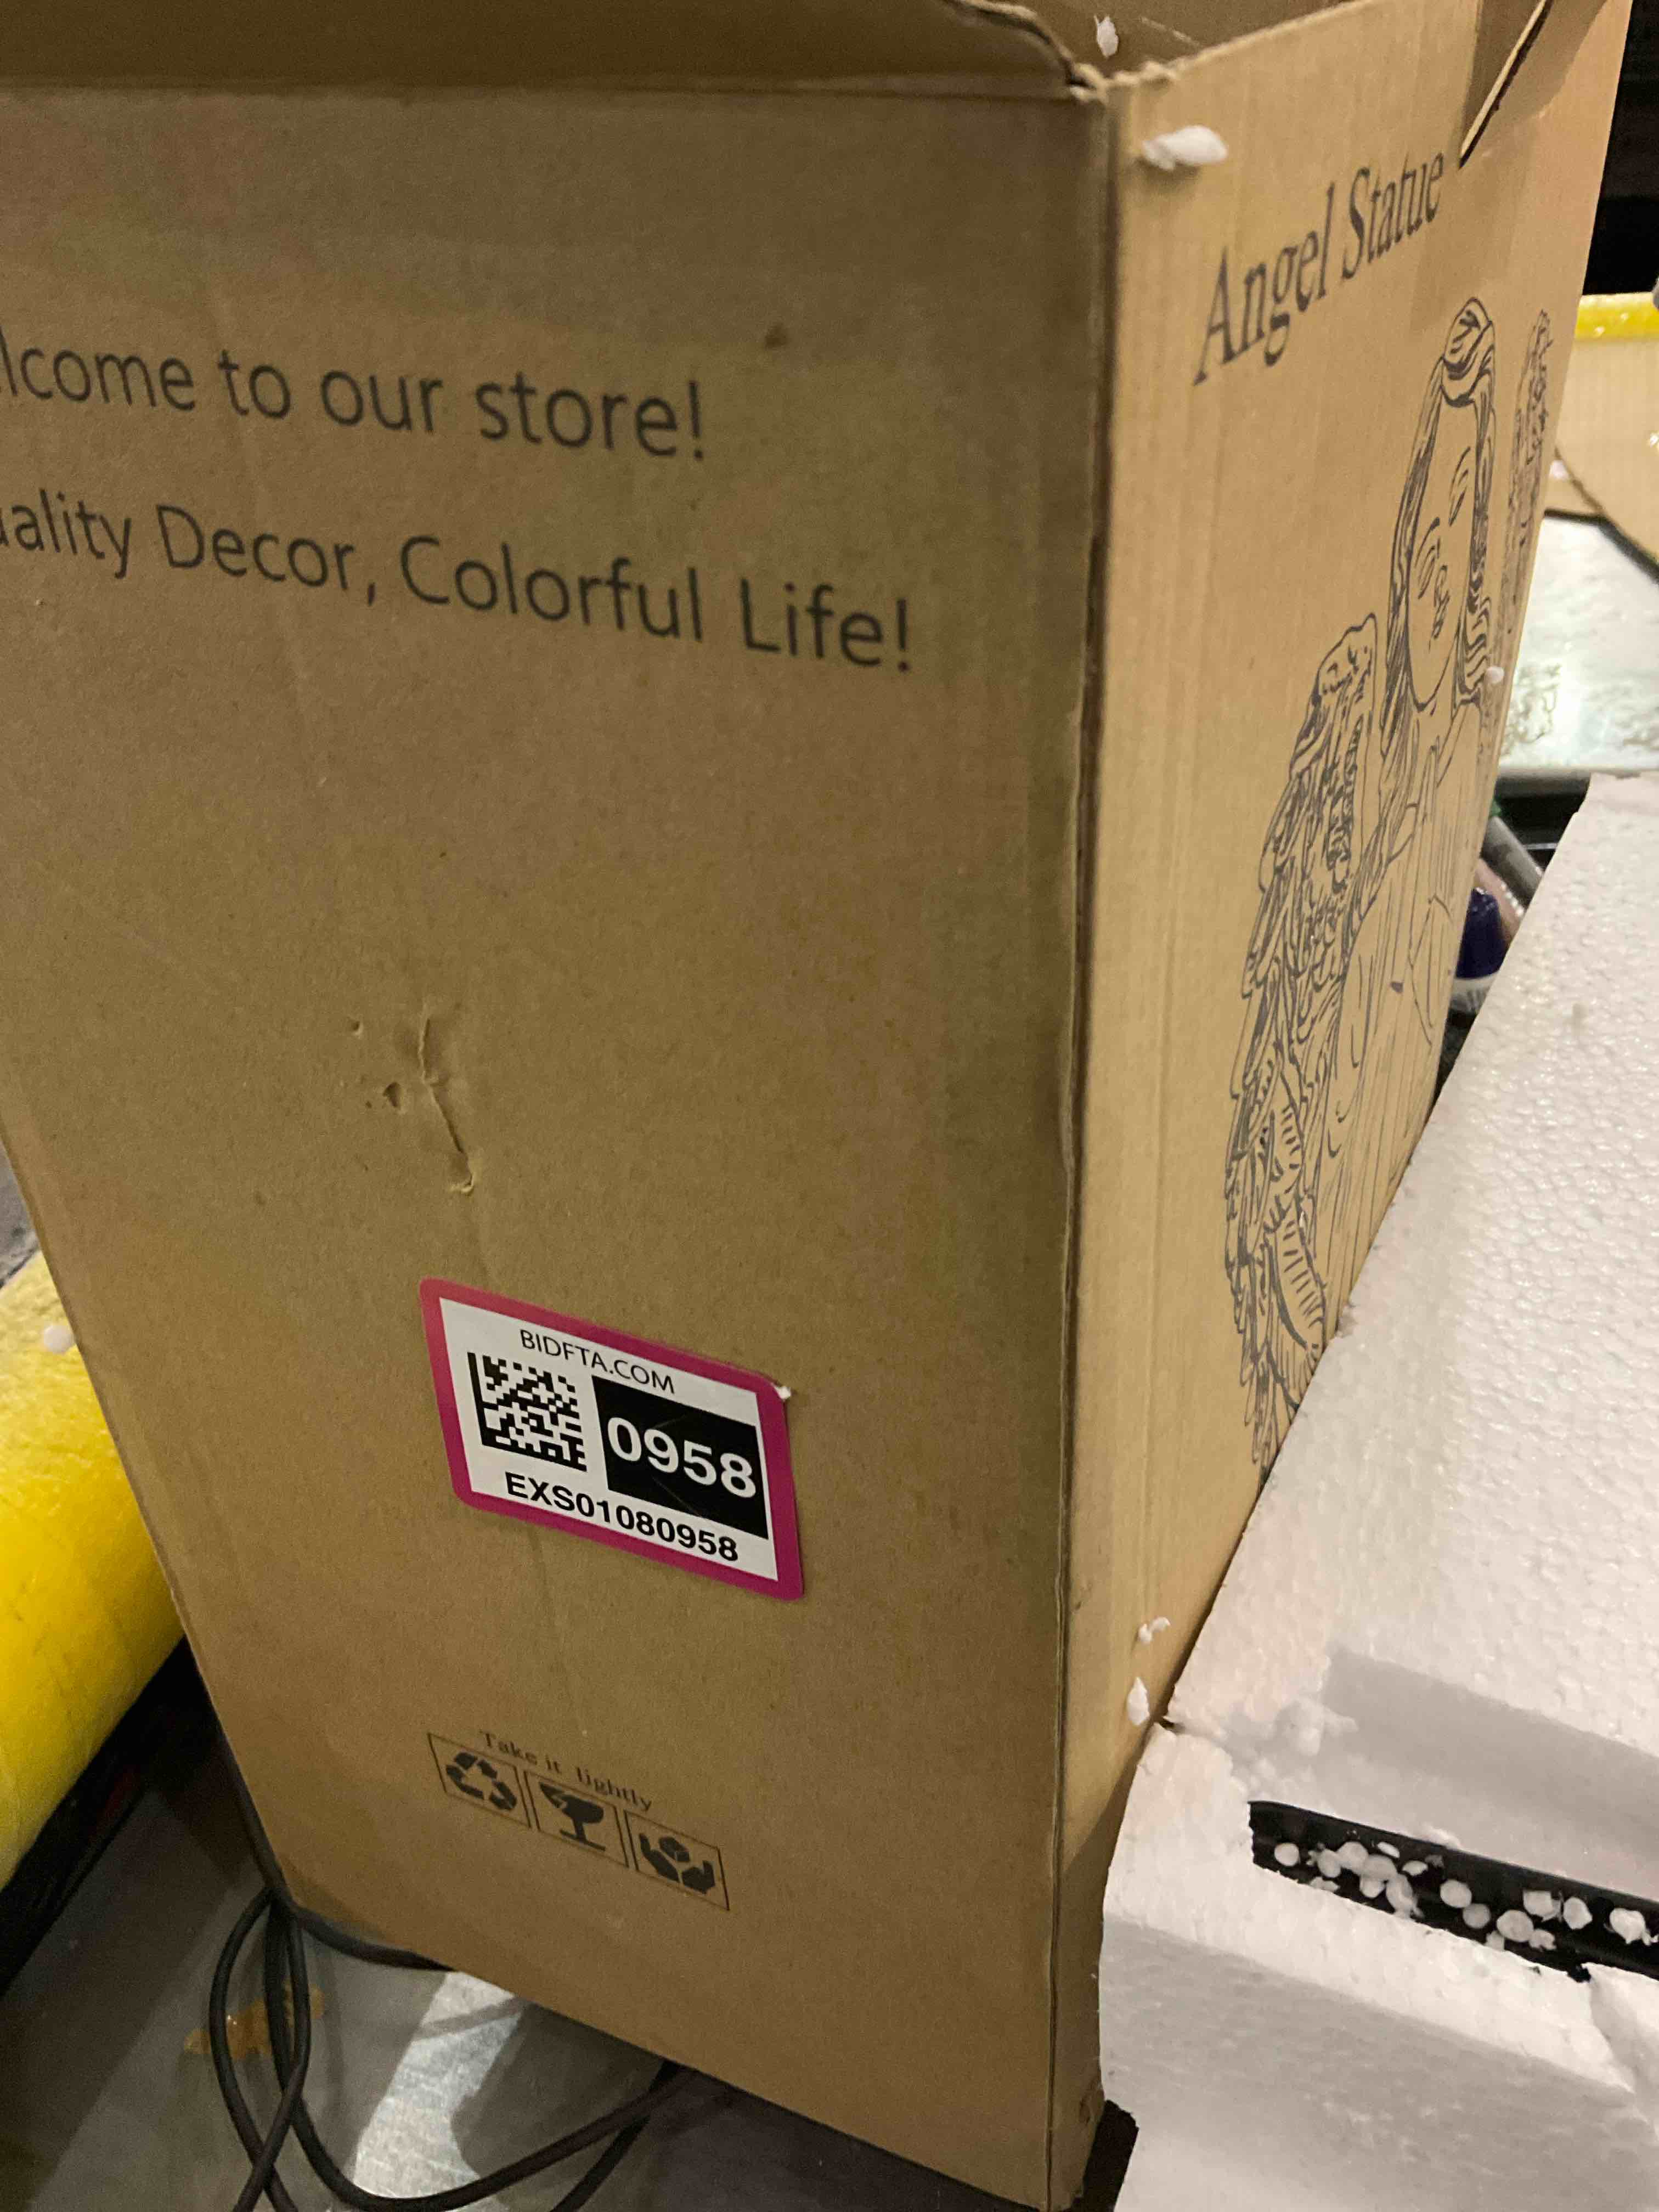 lcome to our store!
uality Decor, Colorful Life!
Angel Statue
BIDFTA.COM
0958
EXS01080958
Take it lightly